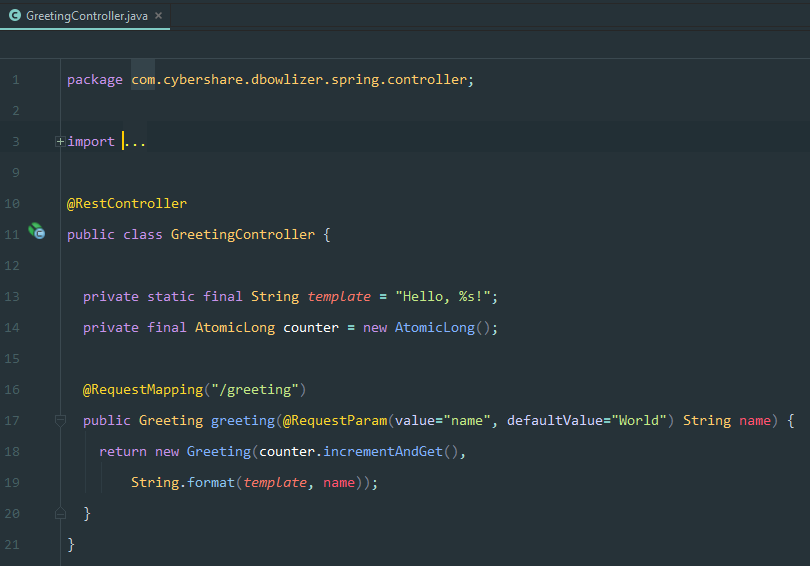 GreetingController.java
1 package com.cybershare.dbowlizer.spring.controller;
2
3 import ...
9
10 @RestController
11 public class GreetingController {
12
13 private static final String template = "Hello, %s!";
14 private final AtomicLong counter = new AtomicLong();
15
16 @RequestMapping("/greeting")
17 public Greeting greeting(@RequestParam(value="name", defaultValue="World") String name) {
18 return new Greeting(counter.incrementAndGet(),
19 String.format(template, name));
20 }
21 }